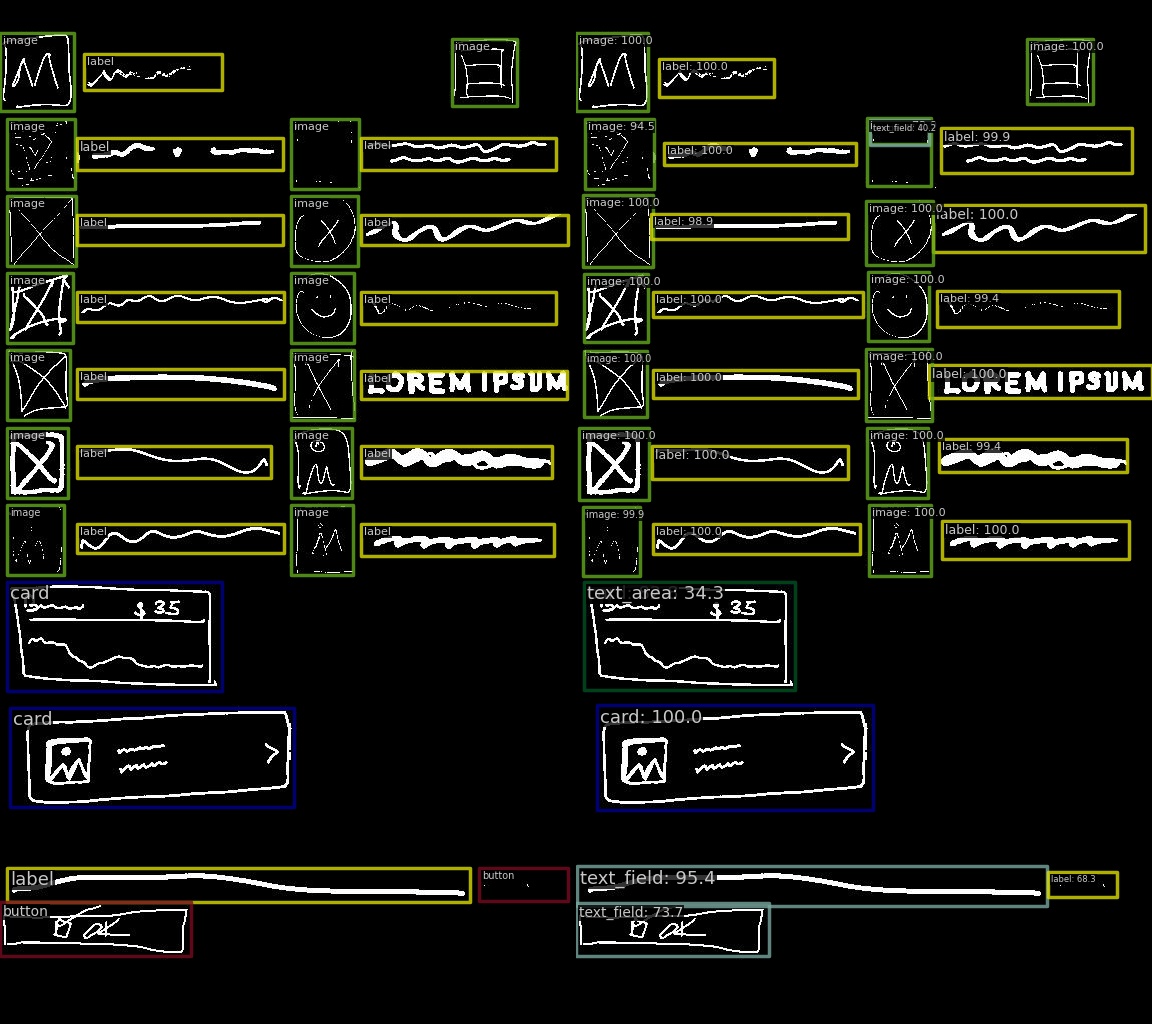 image image image: 100.0 image: 100.0
label label: 100.0
image label image label image: 94.5 label: 100.0 text_field: 40.2 label: 99.9
image label image label image: 100.0 label: 98.9 image: 100.0 label: 100.0
image label image label image: 100.0 label: 100.0 image: 100.0 label: 99.4
image label image label LOREM IPSUM image: 100.0 label: 100.0 image: 100.0 label: 100.0 LOREM IPSUM
image label image label image: 100.0 label: 100.0 image: 100.0 label: 99.4
image label image label image: 99.9 label: 100.0 image: 100.0 label: 100.0
card text_area: 34.3
$ 35 $ 35
card card: 100.0
label button text_field: 95.4 label: 68.3
button text_field: 73.7